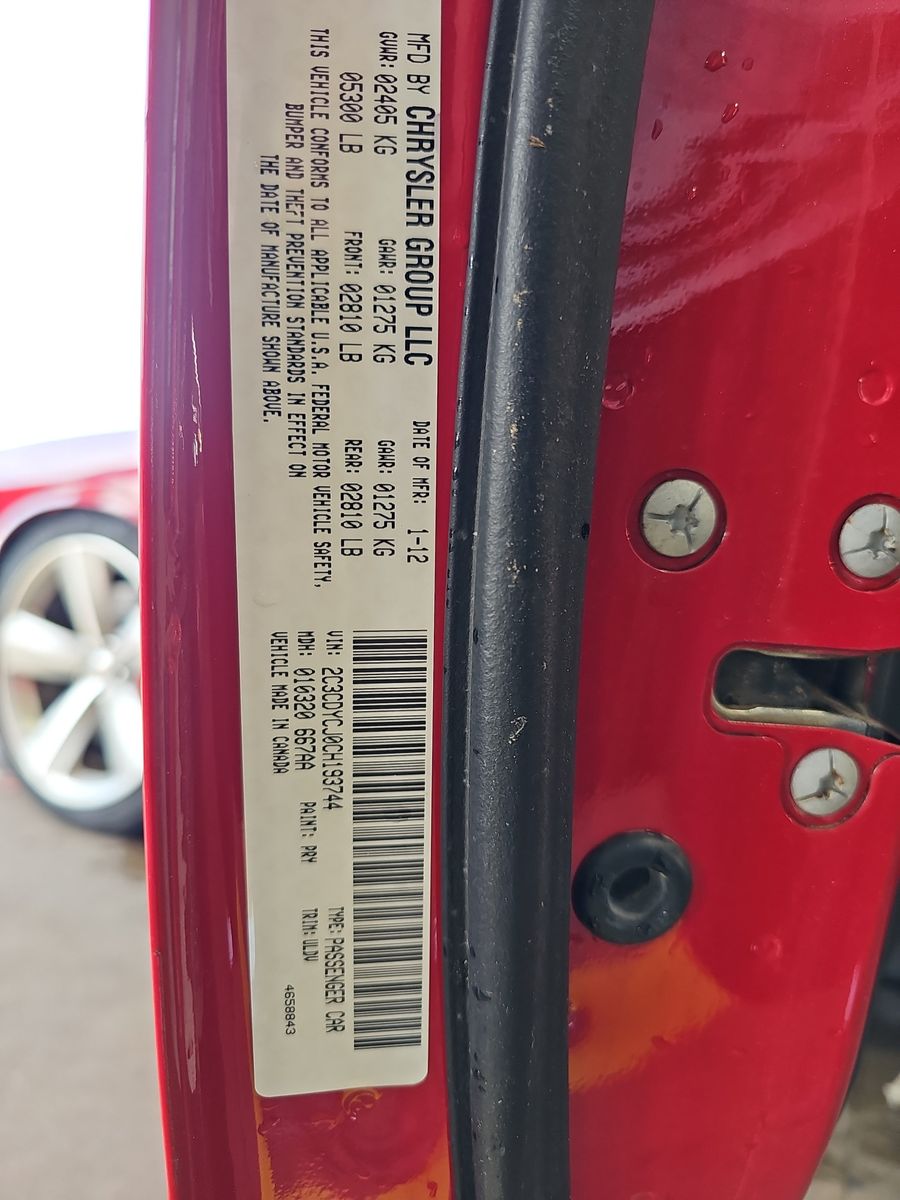 MFD BY CHRYSLER GROUP LLC DATE OF MFR: 1-12
GVWR: 02405 KG GAWR: 01275 KG GAWR: 01275 KG
05300 LB FRONT: 02810 LB REAR: 02810 LB
THIS VEHICLE CONFORMS TO ALL APPLICABLE U.S.A. FEDERAL MOTOR VEHICLE SAFETY,
BUMPER AND THEFT PREVENTION STANDARDS IN EFFECT ON
THE DATE OF MANUFACTURE SHOWN ABOVE.
VIN: 2C3CDYCJ0CH193744 TYPE: PASSENGER CAR
MDH: 010320 667AA PAINT: PRY TRIM: VLDV
VEHICLE MADE IN CANADA
4658843